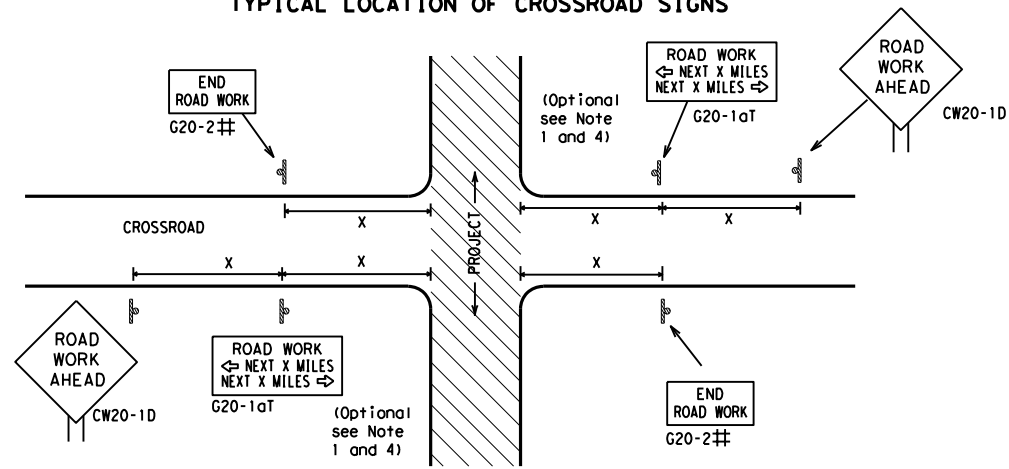 TYPICAL LOCATION OF CROSSROAD SIGNS
END
ROAD WORK
G20-2#
(Optional
see Note
1 and 4)
ROAD WORK
⇦ NEXT X MILES
NEXT X MILES ⇨
G20-1aT
ROAD
WORK
AHEAD
CW20-1D
X
X
X
CROSSROAD
PROJECT
X
X
X
ROAD
WORK
AHEAD
CW20-1D
ROAD WORK
⇦ NEXT X MILES
NEXT X MILES ⇨
G20-1aT
(Optional
see Note
1 and 4)
END
ROAD WORK
G20-2#